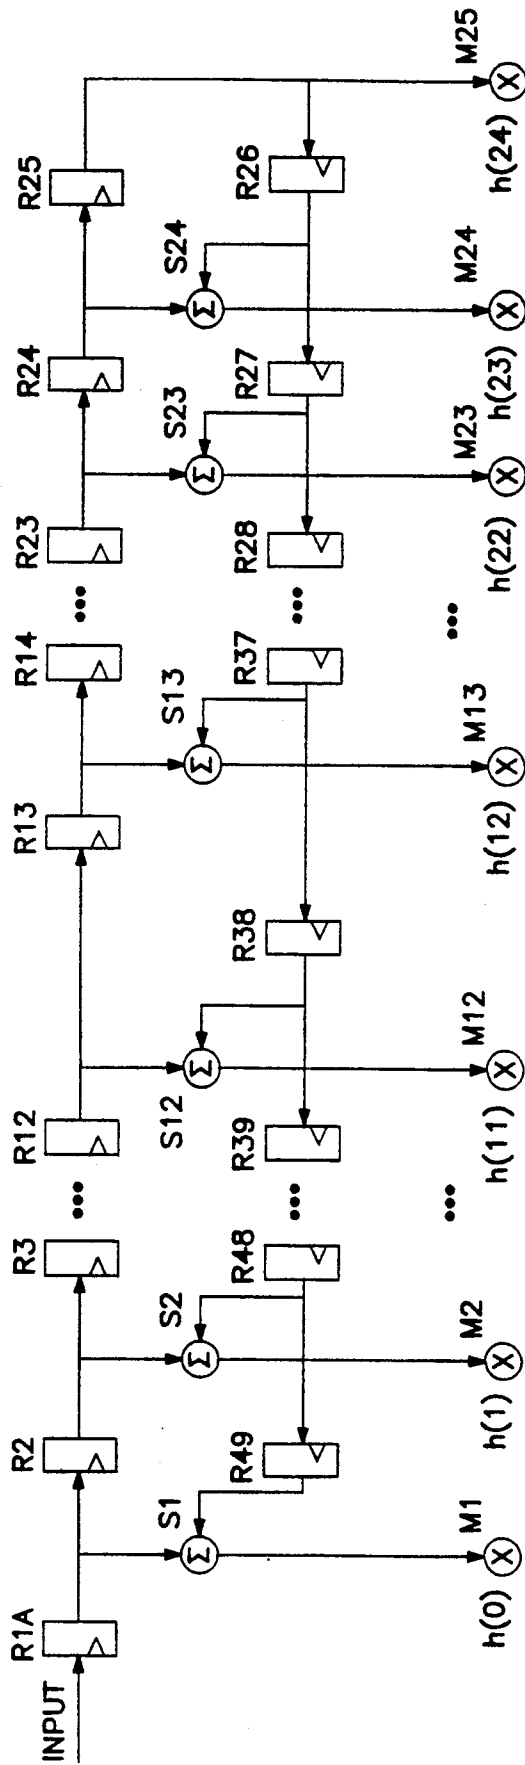 INPUT
R1A R2 R3 ••• R12 R13 R14 ••• R23 R24 R25
S1 S2 S12 S13 S23 S24
Σ Σ Σ Σ Σ Σ
R49 R48 ••• R39 R38 R37 ••• R28 R27 R26
M1 M2 ••• M12 M13 ••• M23 M24 M25
X X X X X X X
h(0) h(1) h(11) h(12) h(22) h(23) h(24)